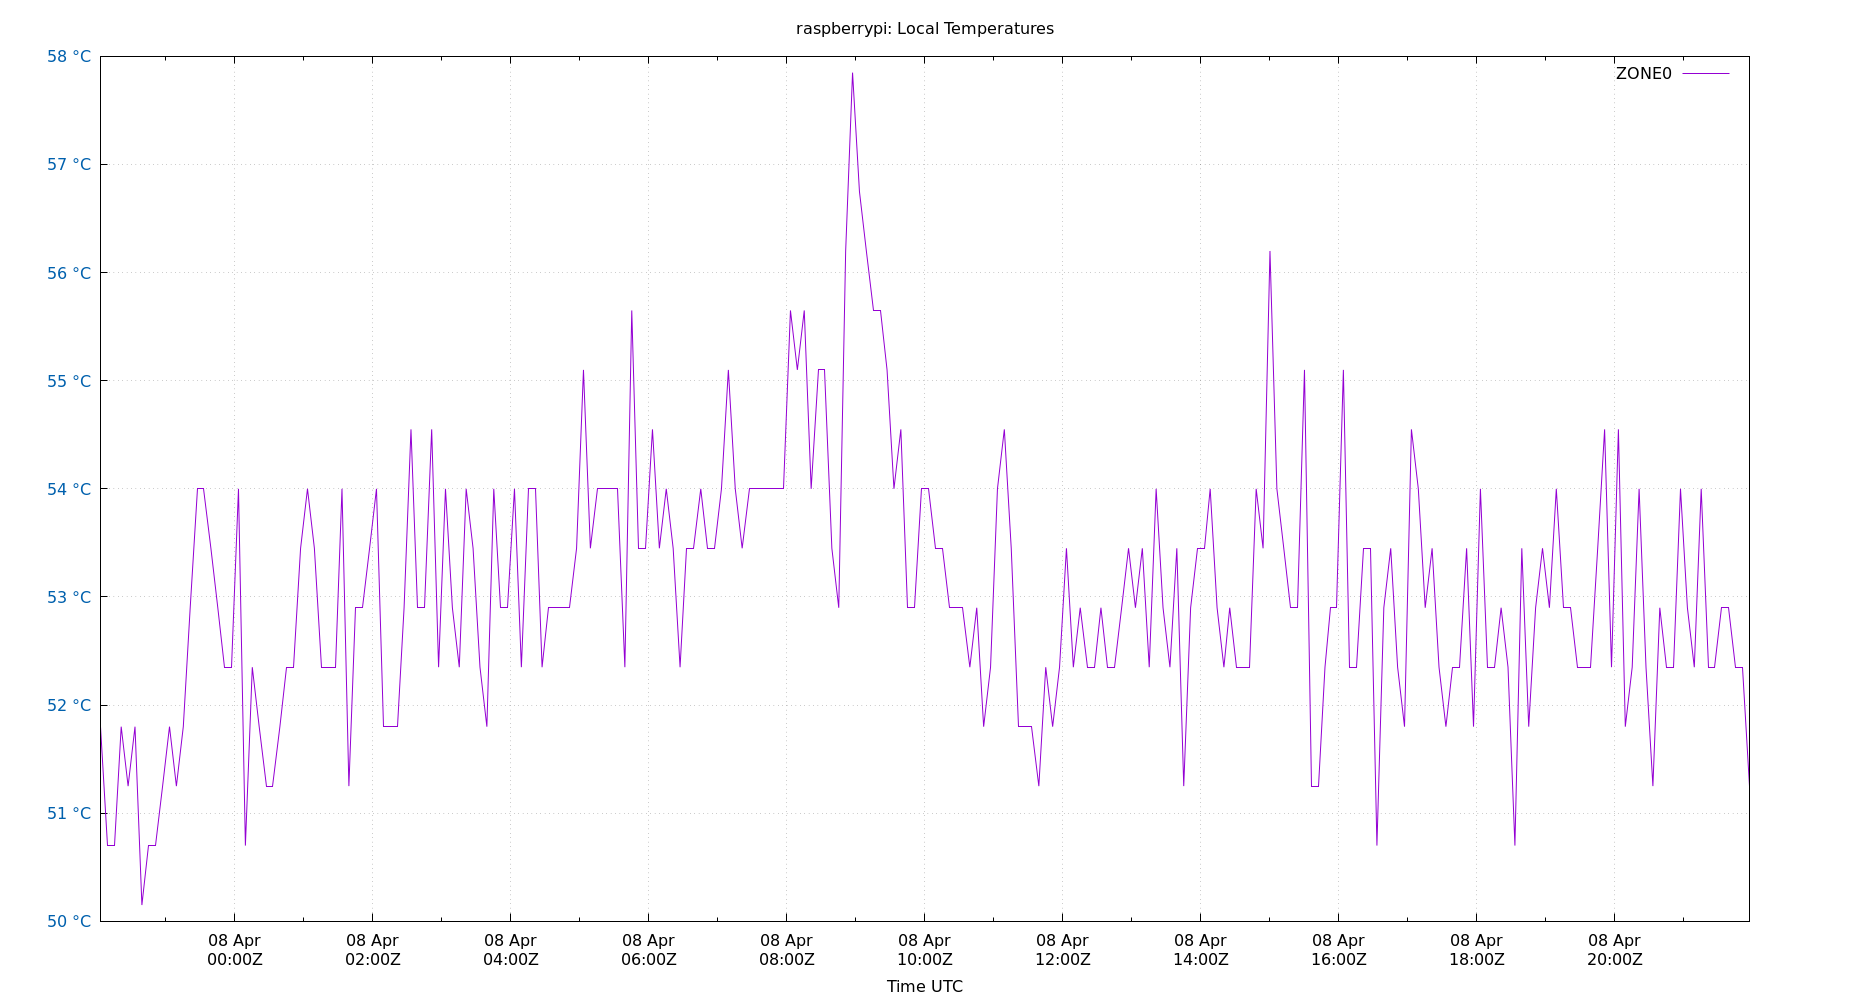 raspberrypi: Local Temperatures
58 °C
ZONE0
57 °C
56 °C
55 °C
54 °C
53 °C
52 °C
51 °C
50 °C
08 Apr 08 Apr 08 Apr 08 Apr 08 Apr 08 Apr 08 Apr 08 Apr 08 Apr 08 Apr 08 Apr
00:00Z 02:00Z 04:00Z 06:00Z 08:00Z 10:00Z 12:00Z 14:00Z 16:00Z 18:00Z 20:00Z
Time UTC